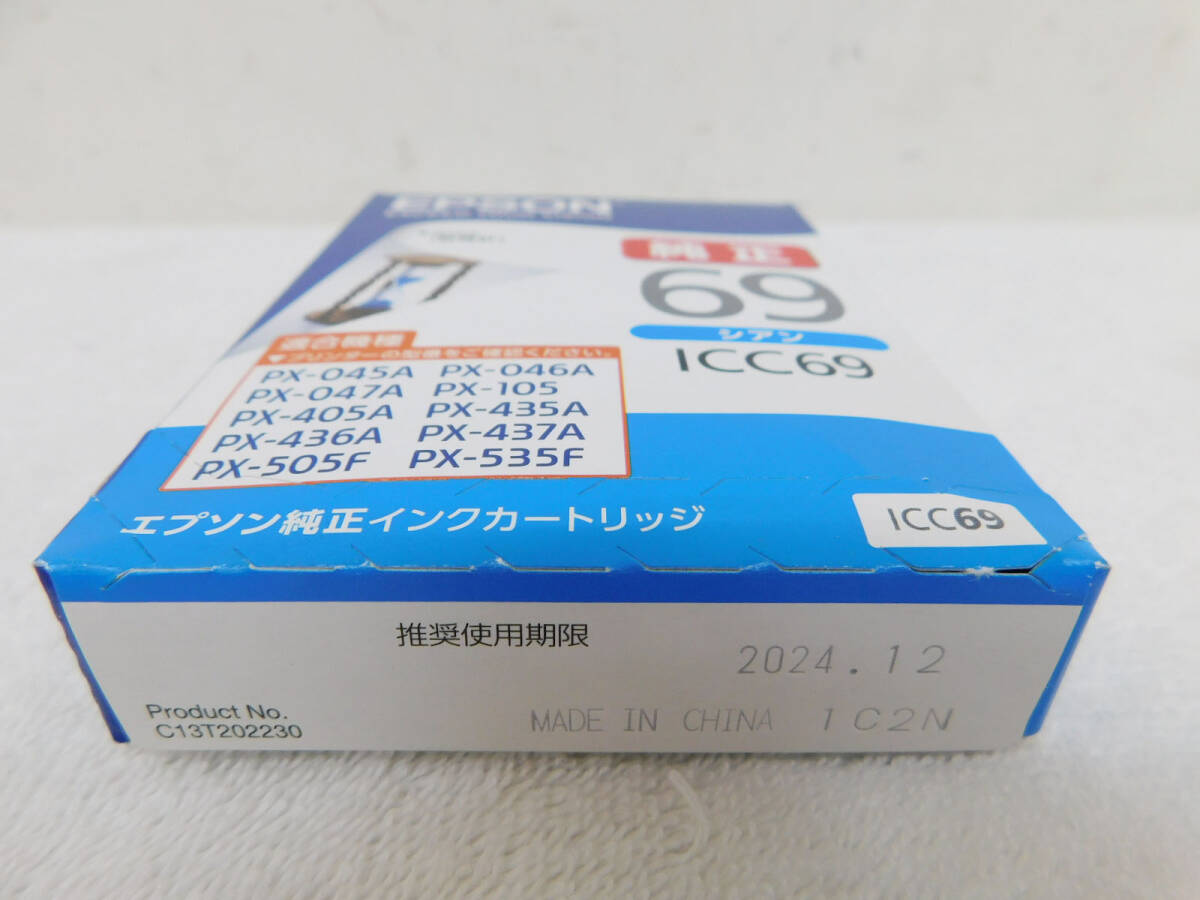 EPSON
純正
69
シアン
ICC69
適合機種
▼プリンターの型番をご確認ください。
PX-045A PX-046A
PX-047A PX-105
PX-405A PX-435A
PX-436A PX-437A
PX-505F PX-535F
エプソン純正インクカートリッジ
ICC69
推奨使用期限
2024.12
Product No.
C13T202230
MADE IN CHINA 1C2N